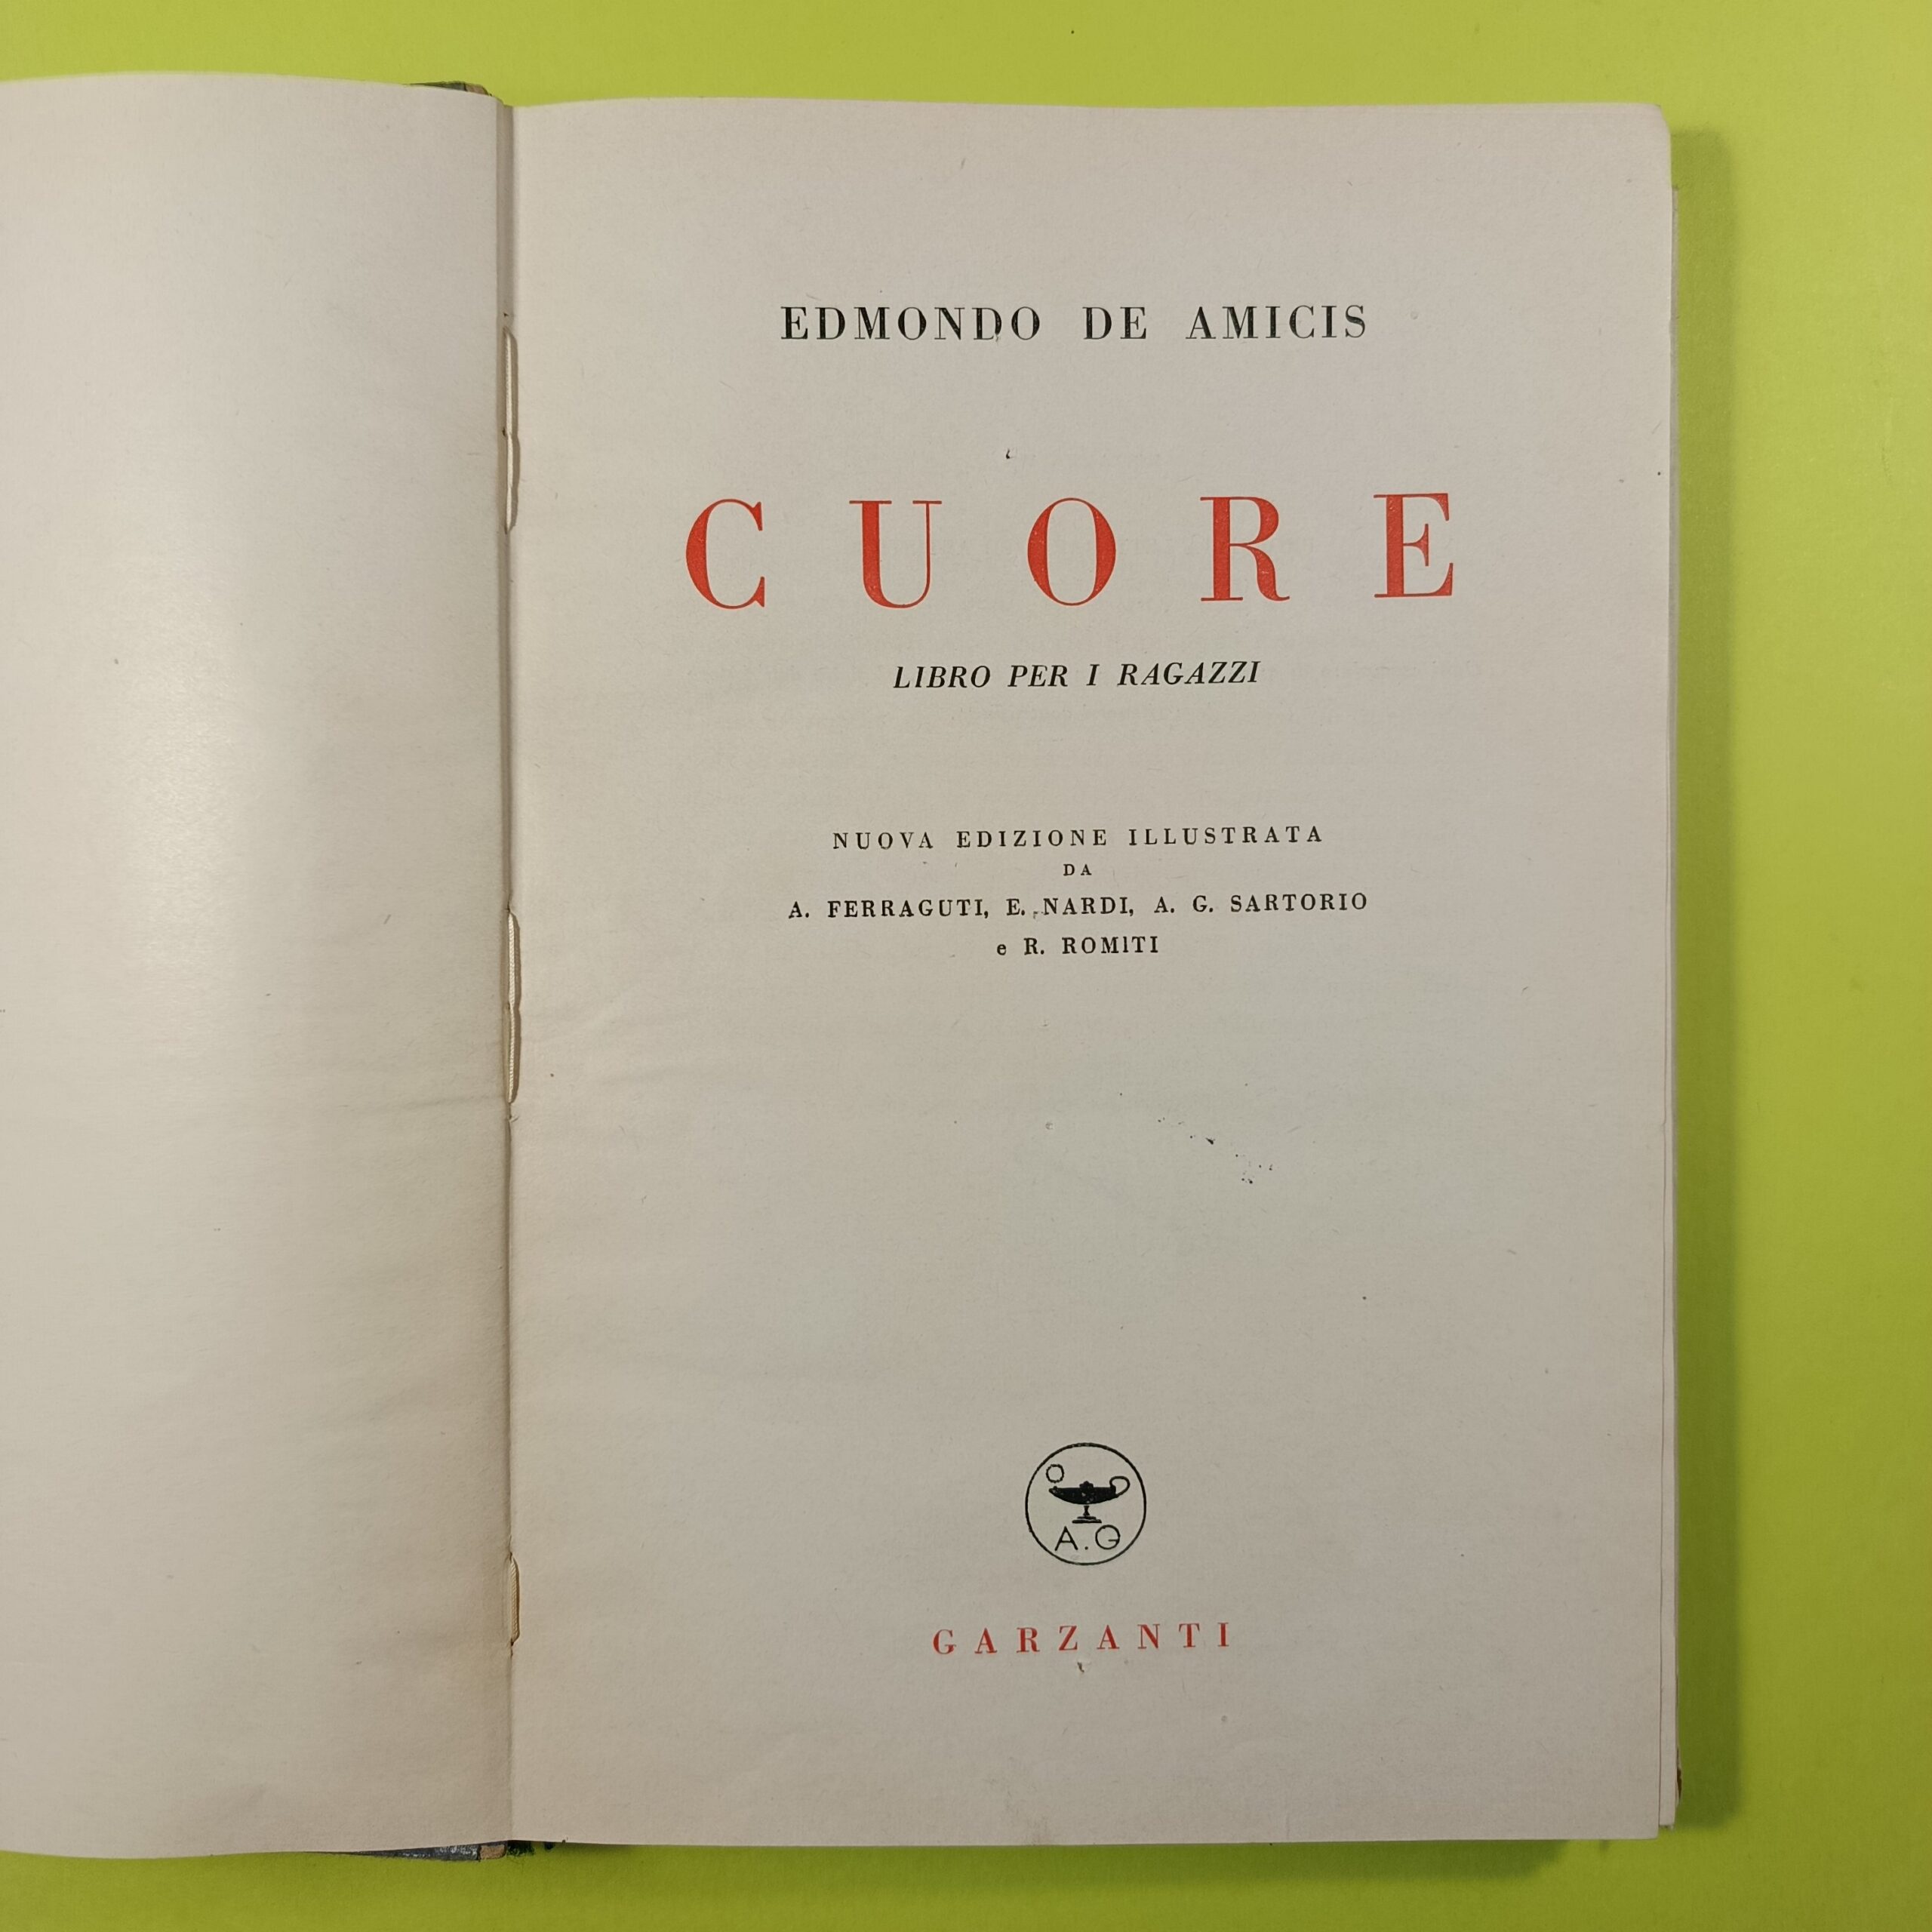 EDMONDO DE AMICIS
CUORE
LIBRO PER I RAGAZZI
NUOVA EDIZIONE ILLUSTRATA
DA
A. FERRAGUTI, E. NARDI, A. G. SARTORIO
e R. ROMITI
A.G
GARZANTI